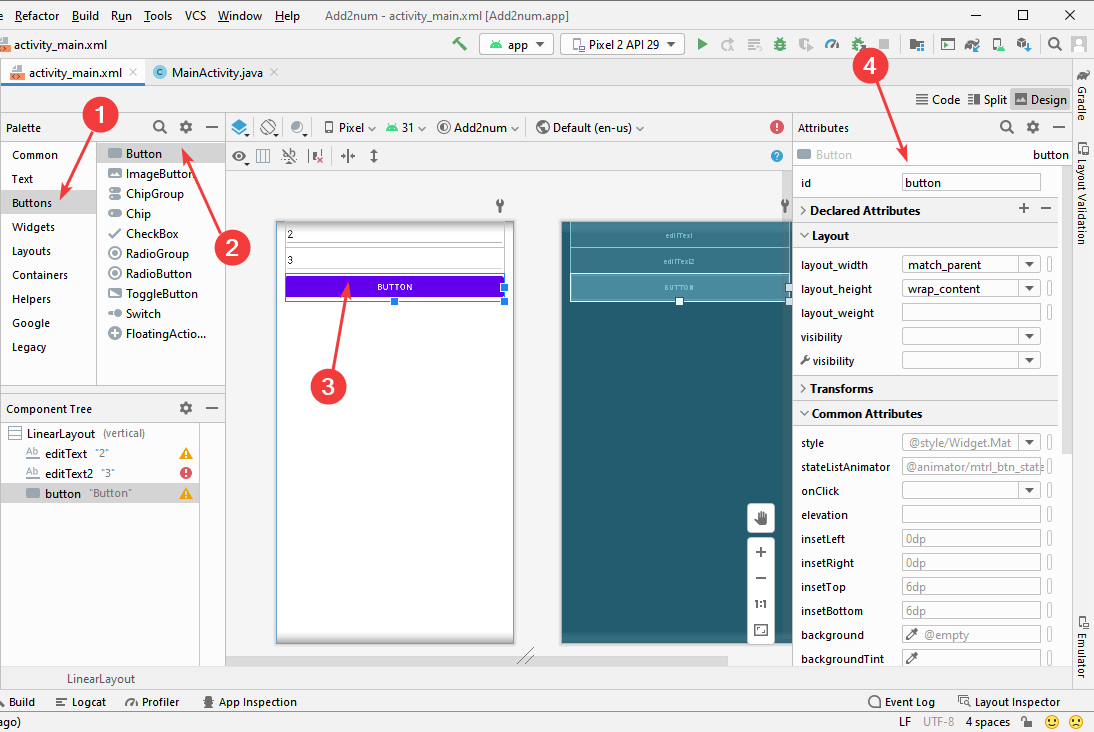 Refactor Build Run Tools VCS Window Help Add2num - activity_main.xml [Add2num.app]
activity_main.xml app Pixel 2 API 29
activity_main.xml MainActivity.java
4
Code Split Design
1
Palette
Common
Text
Buttons
Widgets
Layouts
Containers
Helpers
Google
Legacy
Button
ImageButton
ChipGroup
Chip
CheckBox
RadioGroup
RadioButton
ToggleButton
Switch
FloatingActio...
2
Component Tree
LinearLayout (vertical)
Ab editText "2"
Ab editText2 "3"
button "Button"
Pixel 31 Add2num Default (en-us)
2
3
BUTTON
3
editText
editText2
BUTTON
1:1
Attributes
Button button
id button
Declared Attributes
Layout
layout_width match_parent
layout_height wrap_content
layout_weight
visibility
visibility
Transforms
Common Attributes
style @style/Widget.Mat
stateListAnimator @animator/mtrl_btn_state
onClick
elevation
insetLeft 0dp
insetRight 0dp
insetTop 6dp
insetBottom 6dp
background @empty
backgroundTint
Gradle
Layout Validation
Emulator
LinearLayout
Build Logcat Profiler App Inspection Event Log Layout Inspector
ago) LF UTF-8 4 spaces